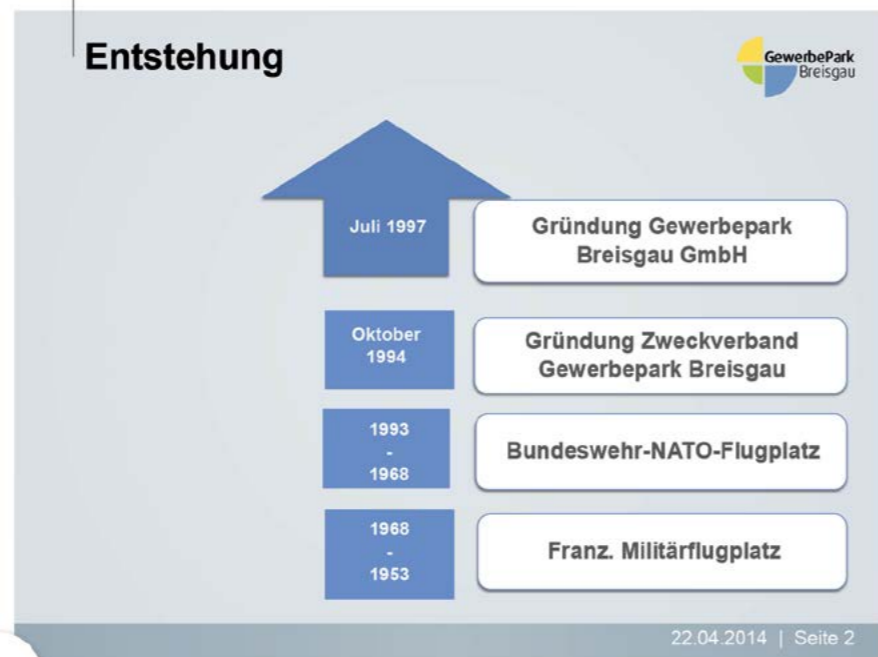 Entstehung
GewerbePark
Breisgau
Juli 1997
Gründung Gewerbepark
Breisgau GmbH
Oktober
1994
Gründung Zweckverband
Gewerbepark Breisgau
1993
-
1968
Bundeswehr-NATO-Flugplatz
1968
-
1953
Franz. Militärflugplatz
22.04.2014 | Seite 2